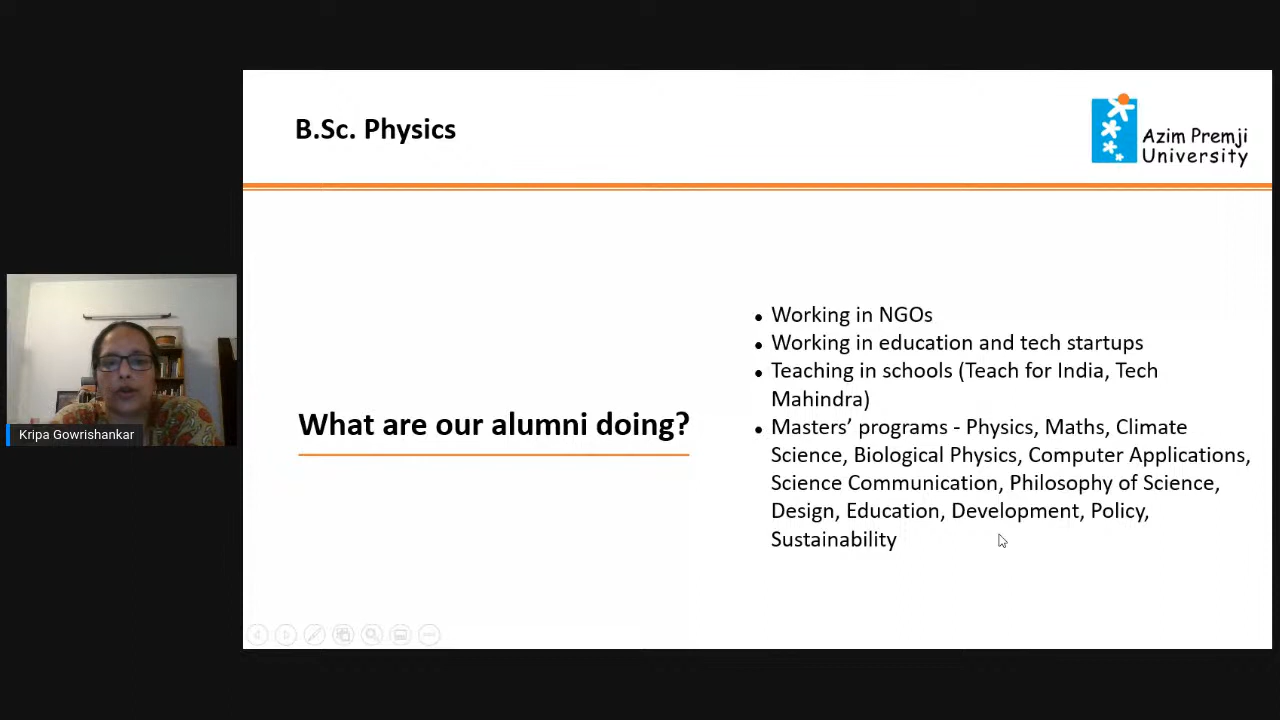 B.Sc. Physics
Azim Premji
University
What are our alumni doing?
• Working in NGOs
• Working in education and tech startups
• Teaching in schools (Teach for India, Tech
Mahindra)
• Masters’ programs - Physics, Maths, Climate
Science, Biological Physics, Computer Applications,
Science Communication, Philosophy of Science,
Design, Education, Development, Policy,
Sustainability
Kripa Gowrishankar